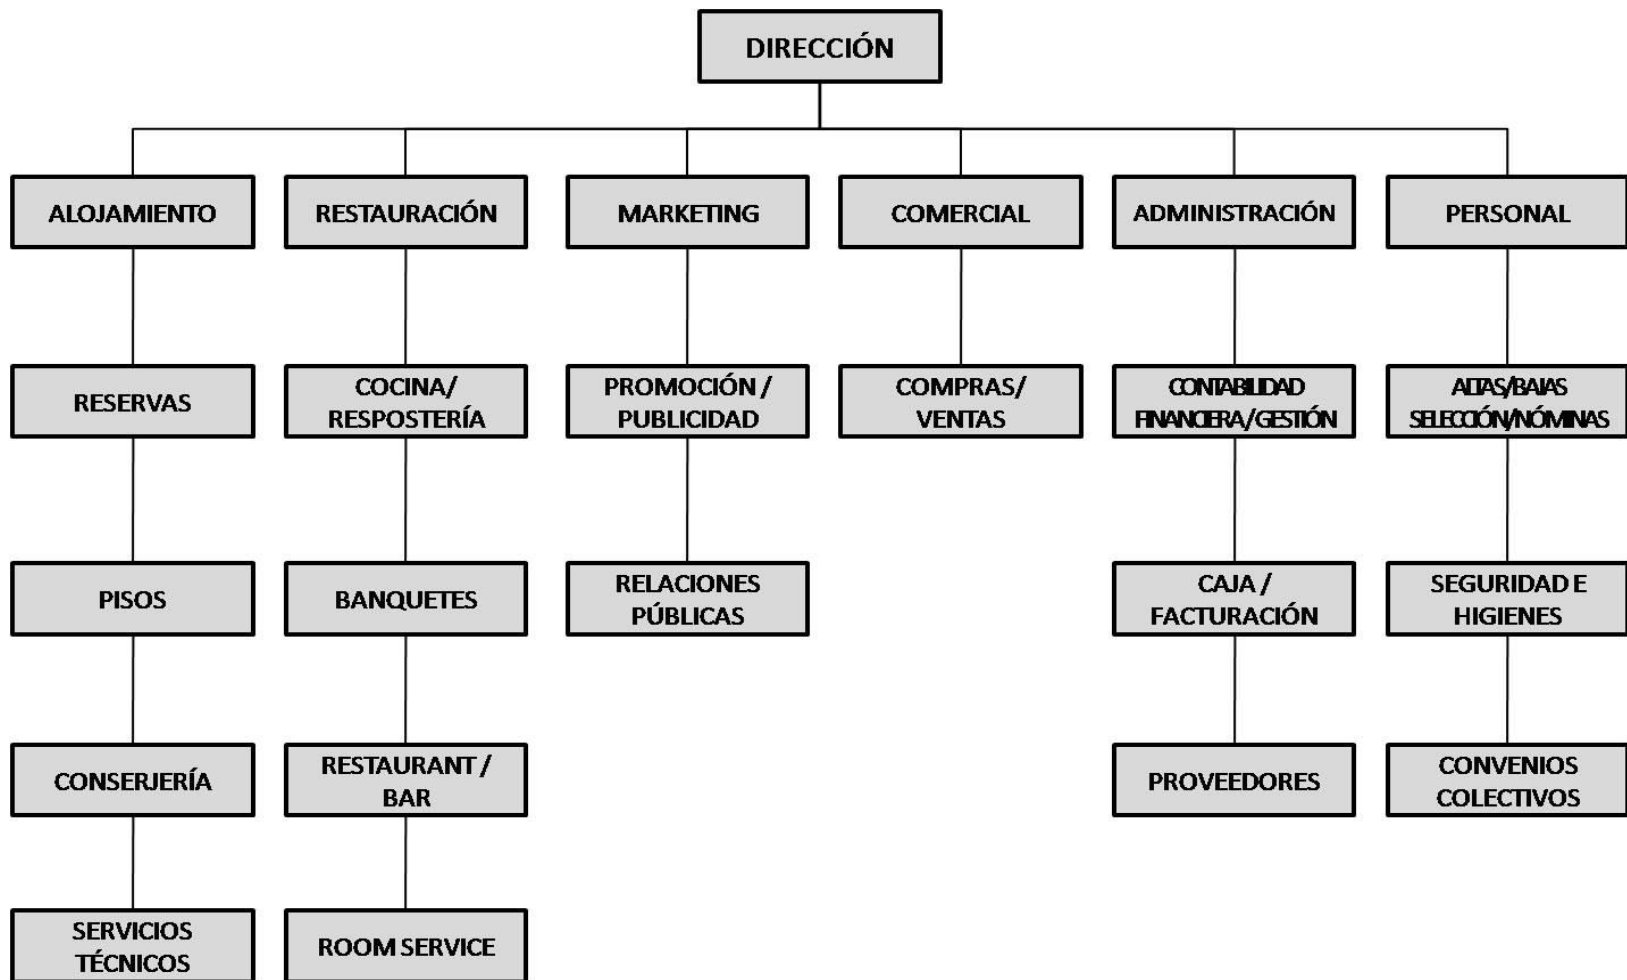 DIRECCIÓN
ALOJAMIENTO
RESTAURACIÓN
MARKETING
COMERCIAL
ADMINISTRACIÓN
PERSONAL
RESERVAS
COCINA/
RESPOSTERÍA
PROMOCIÓN /
PUBLICIDAD
COMPRAS/
VENTAS
CONTABILIDAD
FINANCIERA/GESTIÓN
ALTAS/BAJAS
SELECCIÓN/NÓMINAS
PISOS
BANQUETES
RELACIONES
PÚBLICAS
CAJA /
FACTURACIÓN
SEGURIDAD E
HIGIENES
CONSERJERÍA
RESTAURANT /
BAR
PROVEEDORES
CONVENIOS
COLECTIVOS
SERVICIOS
TÉCNICOS
ROOM SERVICE